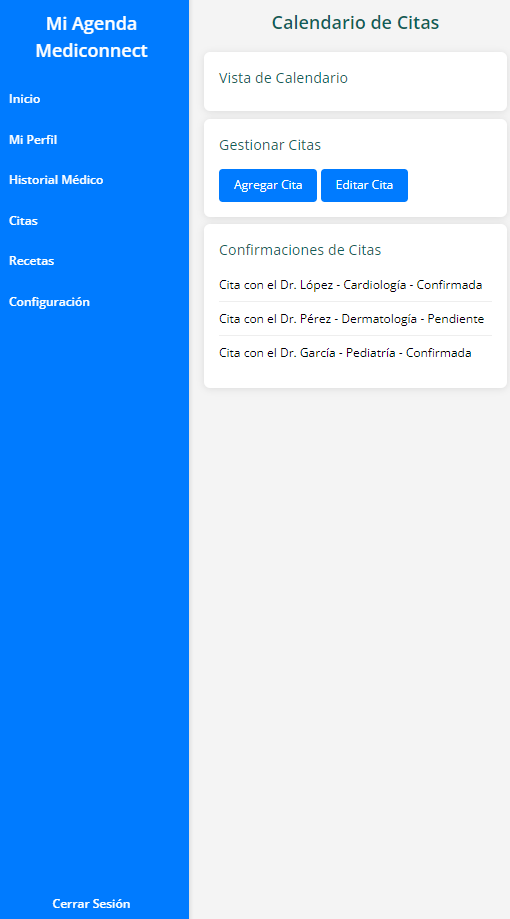 Mi Agenda
Mediconnect
Inicio
Mi Perfil
Historial Médico
Citas
Recetas
Configuración
Cerrar Sesión
Calendario de Citas
Vista de Calendario
Gestionar Citas
Agregar Cita Editar Cita
Confirmaciones de Citas
Cita con el Dr. López - Cardiología - Confirmada
Cita con el Dr. Pérez - Dermatología - Pendiente
Cita con el Dr. García - Pediatría - Confirmada